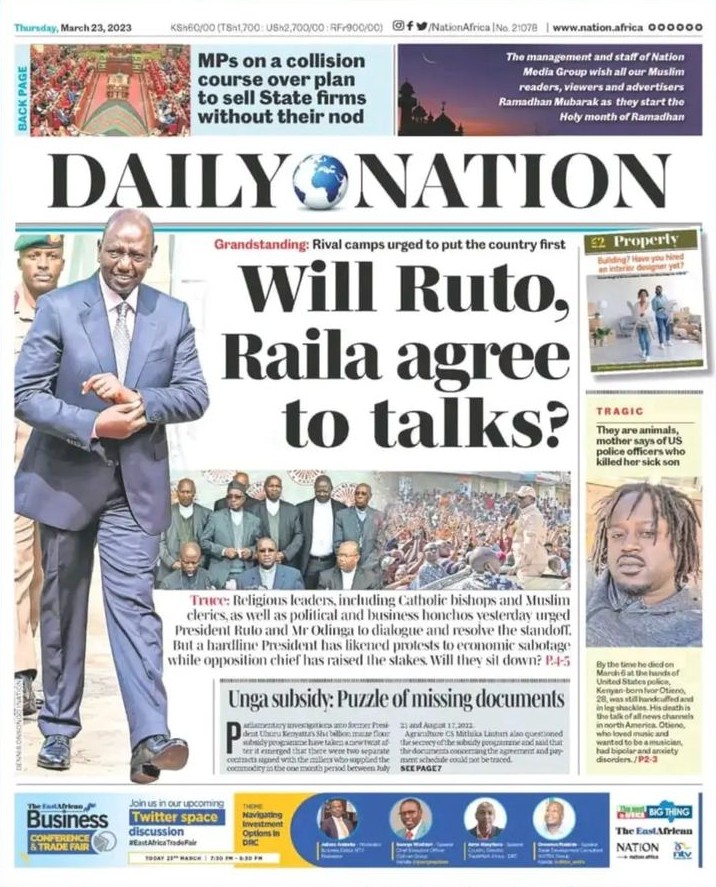 Thursday, March 23, 2023
KSh60/00 (TSh1,700 : USh2,700/00 : RFr900/00)
/NationAfrica | No. 21078 | www.nation.africa
BACK PAGE
MPs on a collision
course over plan
to sell State firms
without their nod
The management and staff of Nation
Media Group wish all our Muslim
readers, viewers and advertisers
Ramadhan Mubarak as they start the
Holy month of Ramadhan
DAILY NATION
Grandstanding: Rival camps urged to put the country first
Will Ruto,
Raila agree
to talks?
Property
Building? Have you hired
an interior designer yet?
TRAGIC
They are animals,
mother says of US
police officers who
killed her sick son
Truce: Religious leaders, including Catholic bishops and Muslim
clerics, as well as political and business honchos yesterday urged
President Ruto and Mr Odinga to dialogue and resolve the standoff.
But a hardline President has likened protests to economic sabotage
while opposition chief has raised the stakes. Will they sit down? P.4-5
By the time he died on
March 6 at the hands of
United States police,
Kenyan-born Ivor Otieno,
28, was still handcuffed and
in leg shackles. His death is
the talk of all news channels
in north America. Otieno,
who loved music and
wanted to be a musician,
had bipolar and anxiety
disorders. / P2-3
Unga subsidy: Puzzle of missing documents
Parliamentary investigations into former Presi-
dent Uhuru Kenyatta's Sh4 billion maize flour
subsidy programme have taken a new twist af-
ter it emerged that there were two separate
contracts signed with the millers who supplied the
commodity in the one month period between July
21 and August 17, 2022.
Agriculture CS Mithika Linturi also questioned
the secrecy of the subsidy programme and said that
the documents concerning the agreement and pay-
ment schedule could not be traced.
SEE PAGE 7
The EastAfrican
Business
CONFERENCE
& TRADE FAIR
Join us in our upcoming
Twitter space
discussion
#EastAfricaTradeFair
TODAY 23RD MARCH | 7:30 PM - 8:30 PM
THEME
Navigating
Investment
Options in
DRC
BIG THING
The EastAfrican
NATION
nation.africa
ntv